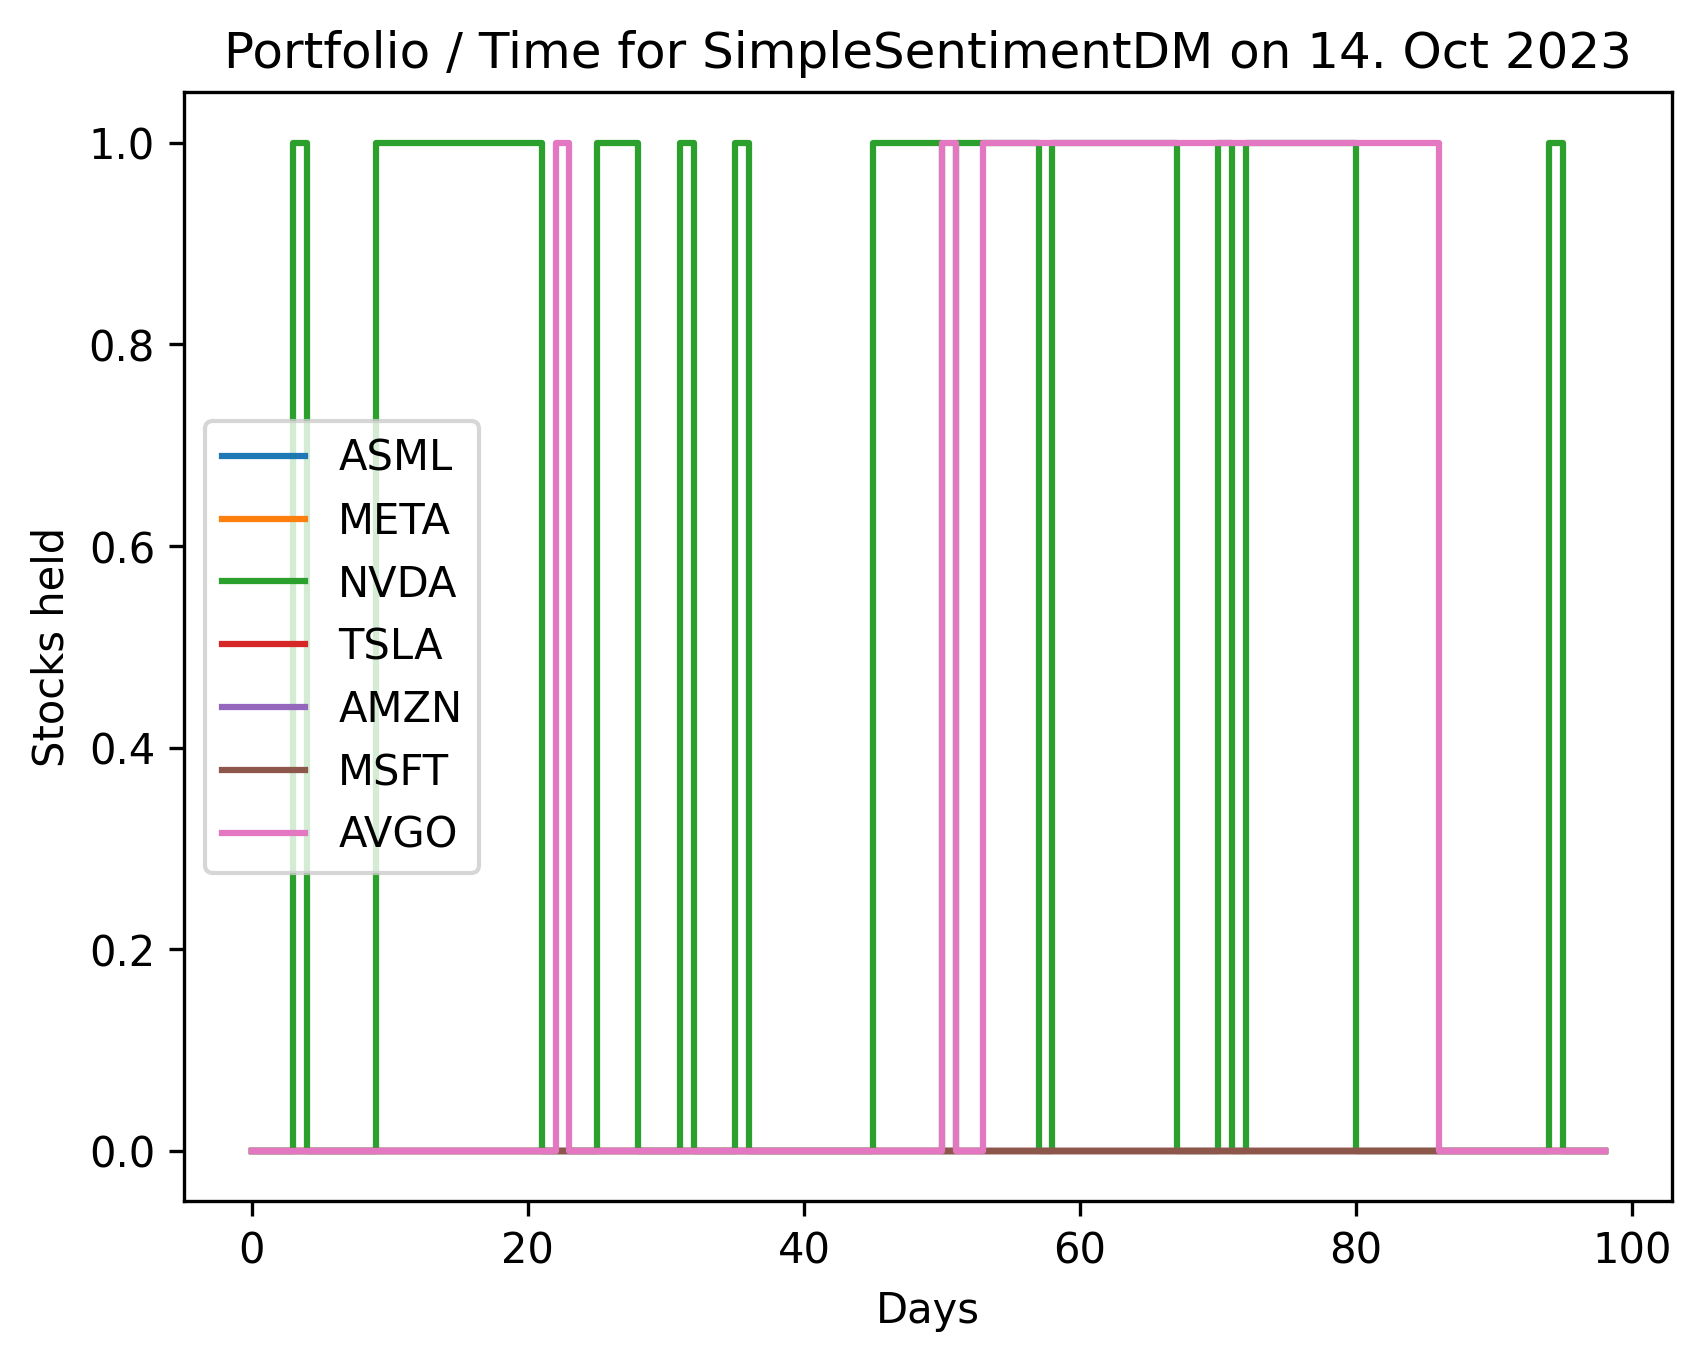 Portfolio / Time for SimpleSentimentDM on 14. Oct 2023
1.0
0.8
0.6
0.4
0.2
0.0
Stocks held
ASML
META
NVDA
TSLA
AMZN
MSFT
AVGO
0 20 40 60 80 100
Days